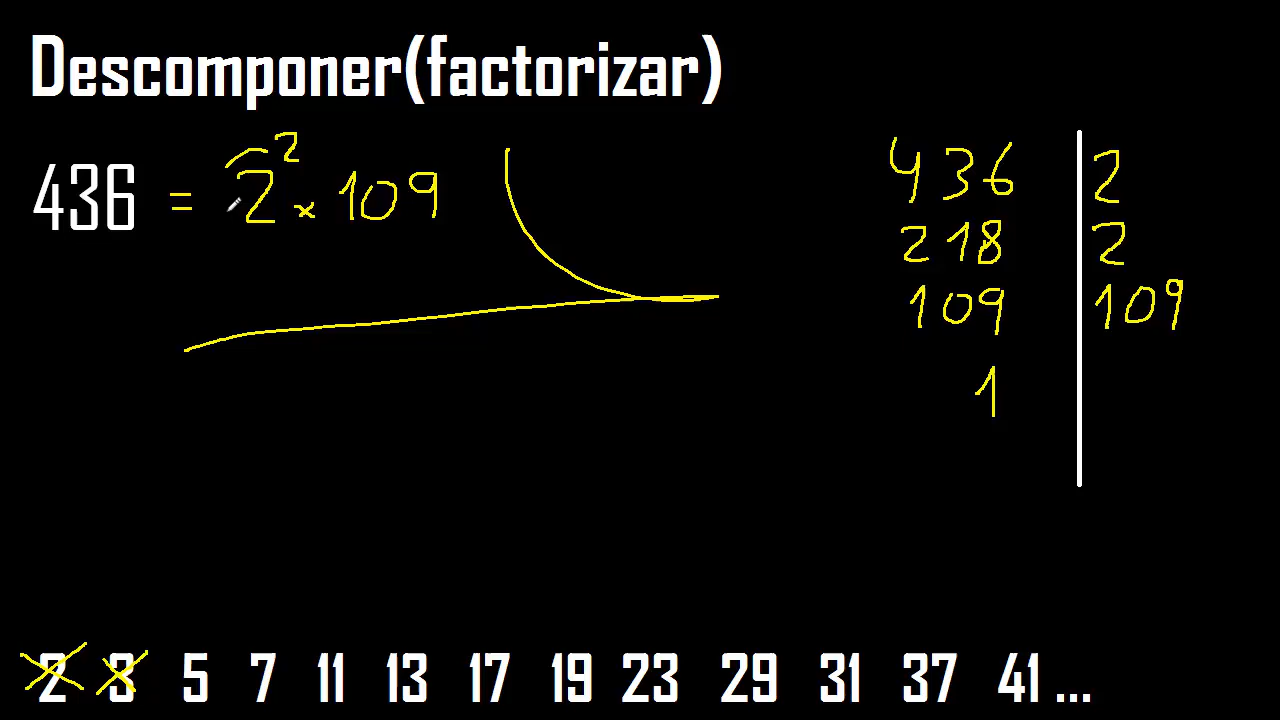 Descomponer(factorizar)
436 = 2² × 109
436 2
218 2
109 109
1
2 3 5 7 11 13 17 19 23 29 31 37 41 ...